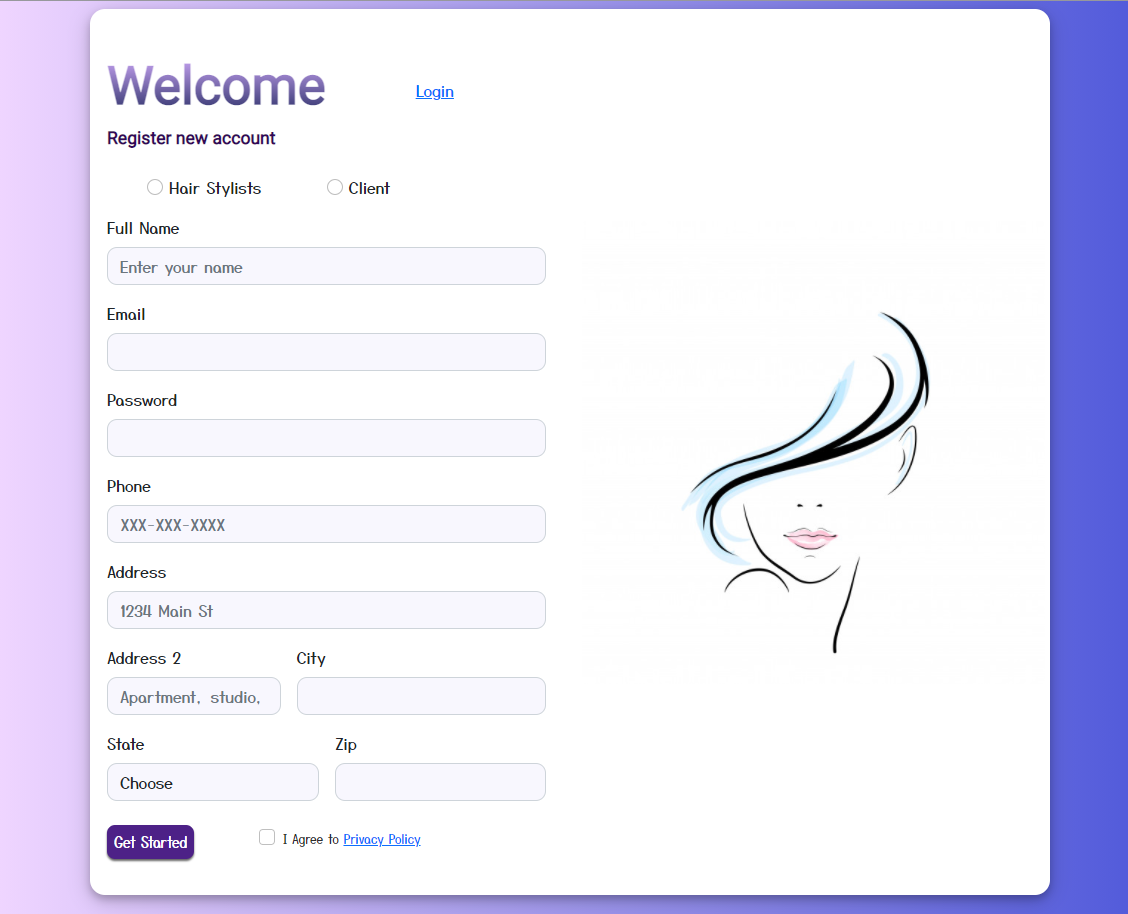 Welcome
Login
Register new account
Hair Stylists
Client
Full Name
Enter your name
Email
Password
Phone
XXX-XXX-XXXX
Address
1234 Main St
Address 2
City
Apartment, studio,
State
Zip
Choose
Get Started
I Agree to Privacy Policy